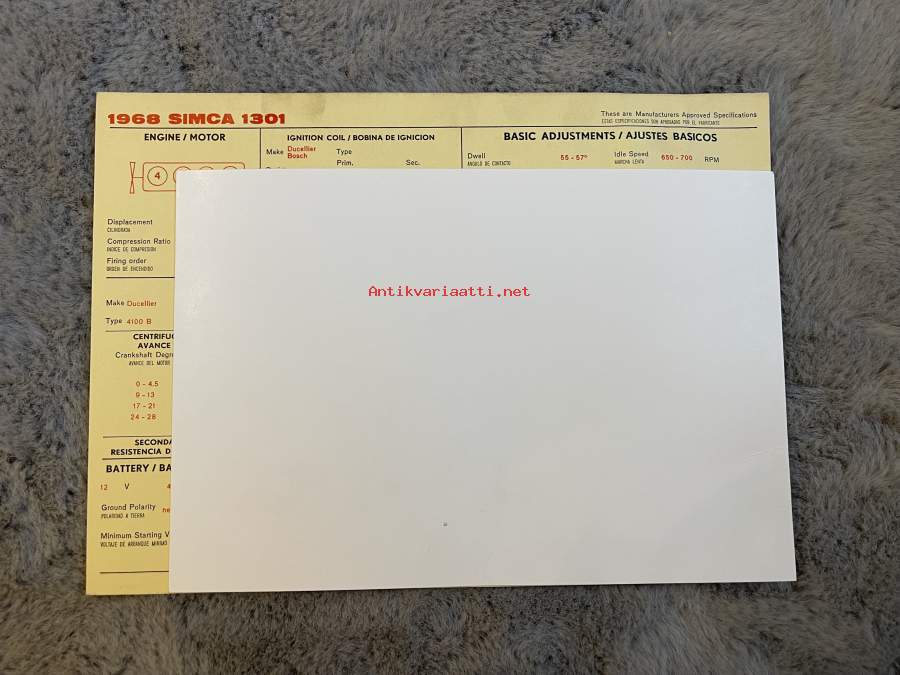 1968 SIMCA 1301
These are Manufacturers Approved Specifications
ESTAS ESPECIFICACIONES SON APROBADAS POR EL FABRICANTE
ENGINE / MOTOR
4
Displacement
CILINDRADA
Compression Ratio
INDICE DE COMPRESION
Firing order
ORDEN DE ENCENDIDO
IGNITION COIL / BOBINA DE IGNICION
Make Ducellier Type
Bosch
Prim. Sec.
BASIC ADJUSTMENTS / AJUSTES BASICOS
Dwell 55 - 57° Idle Speed 650 - 700 RPM
ANGULO DE CONTACTO MARCHA LENTA
Make Ducellier
Type 4100 B
CENTRIFU
AVANCE
Crankshaft Degr
AVANCE DEL MOTOR
0 - 4.5
9 - 13
17 - 21
24 - 28
SECONDA
RESISTENCIA D
BATTERY / BA
12 V 4
Ground Polarity ne
POLARIDAD A TIERRA
Minimum Starting V
VOLTAJE DE ARRANQUE MINIMO
Antikvariaatti.net